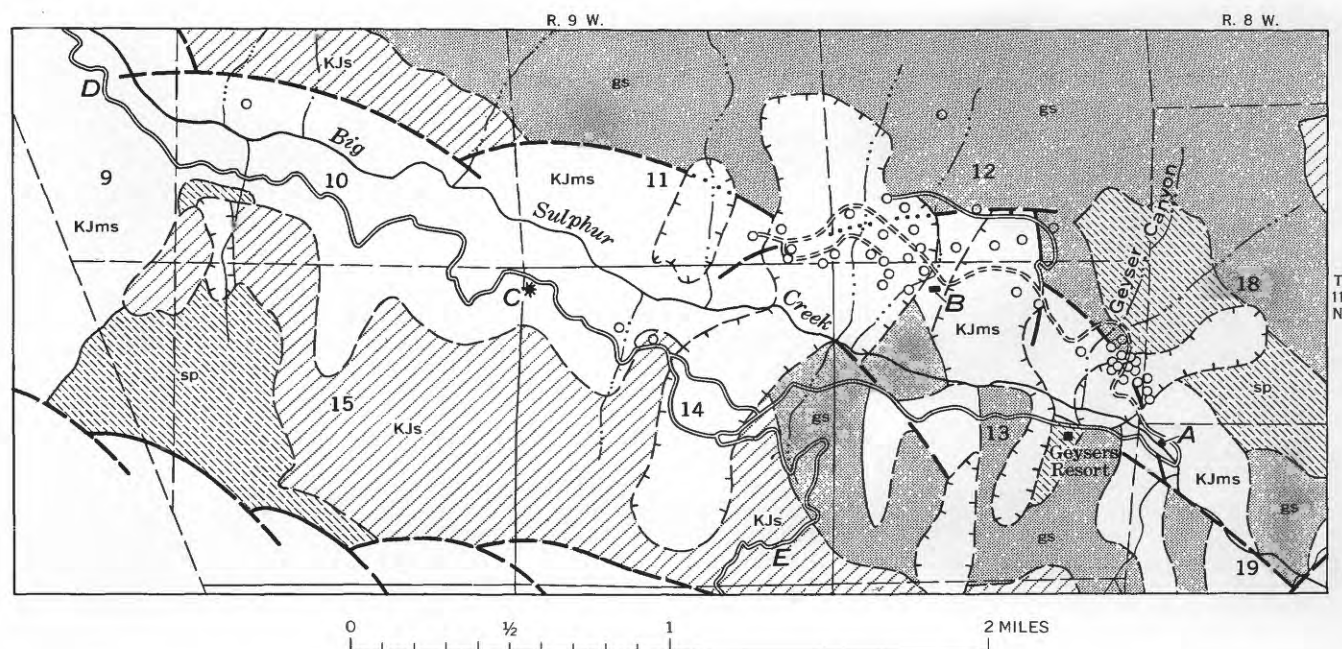 R. 9 W.
R. 8 W.
KJs
gs
gs
D
Big
9
10
KJms
11
12
Geyser Canyon
KJms
Sulphur
18
T
11
N
C
Creek
B
KJms
sp
15
KJs
14
gs
13
sp
A
Geysers
Resort
KJms
gs
KJs
E
gs
19
0
½
1
2 MILES